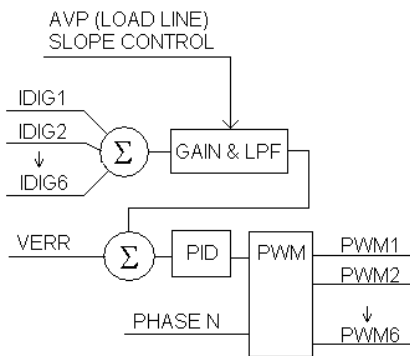 AVP (LOAD LINE)
SLOPE CONTROL
IDIG1
IDIG2
IDIG6
Σ
GAIN & LPF
VERR
Σ
PID
PWM
PWM1
PWM2
PWM6
PHASE N